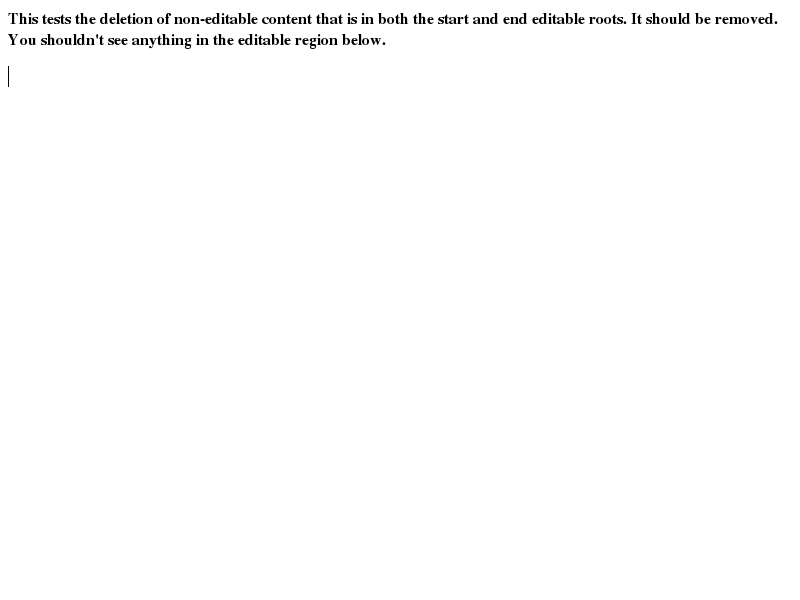 This tests the deletion of non-editable content that is in both the start and end editable roots. It should be removed.
You shouldn't see anything in the editable region below.